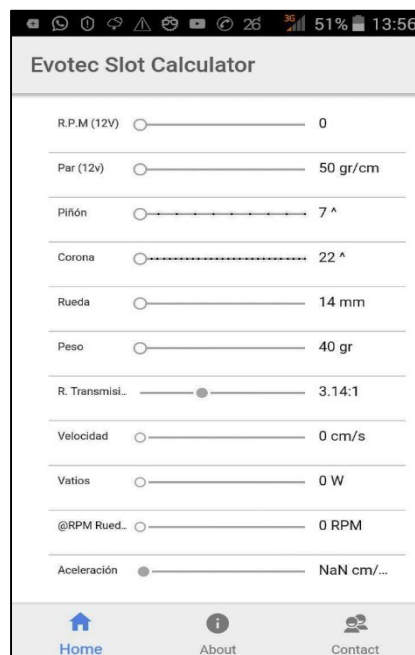 26° 3G 51% 13:56
Evotec Slot Calculator
R.P.M (12V) 0
Par (12v) 50 gr/cm
Piñón 7 ^
Corona 22 ^
Rueda 14 mm
Peso 40 gr
R. Transmisi.. 3.14:1
Velocidad 0 cm/s
Vatios 0 W
@RPM Rued.. 0 RPM
Aceleración NaN cm/...
Home About Contact